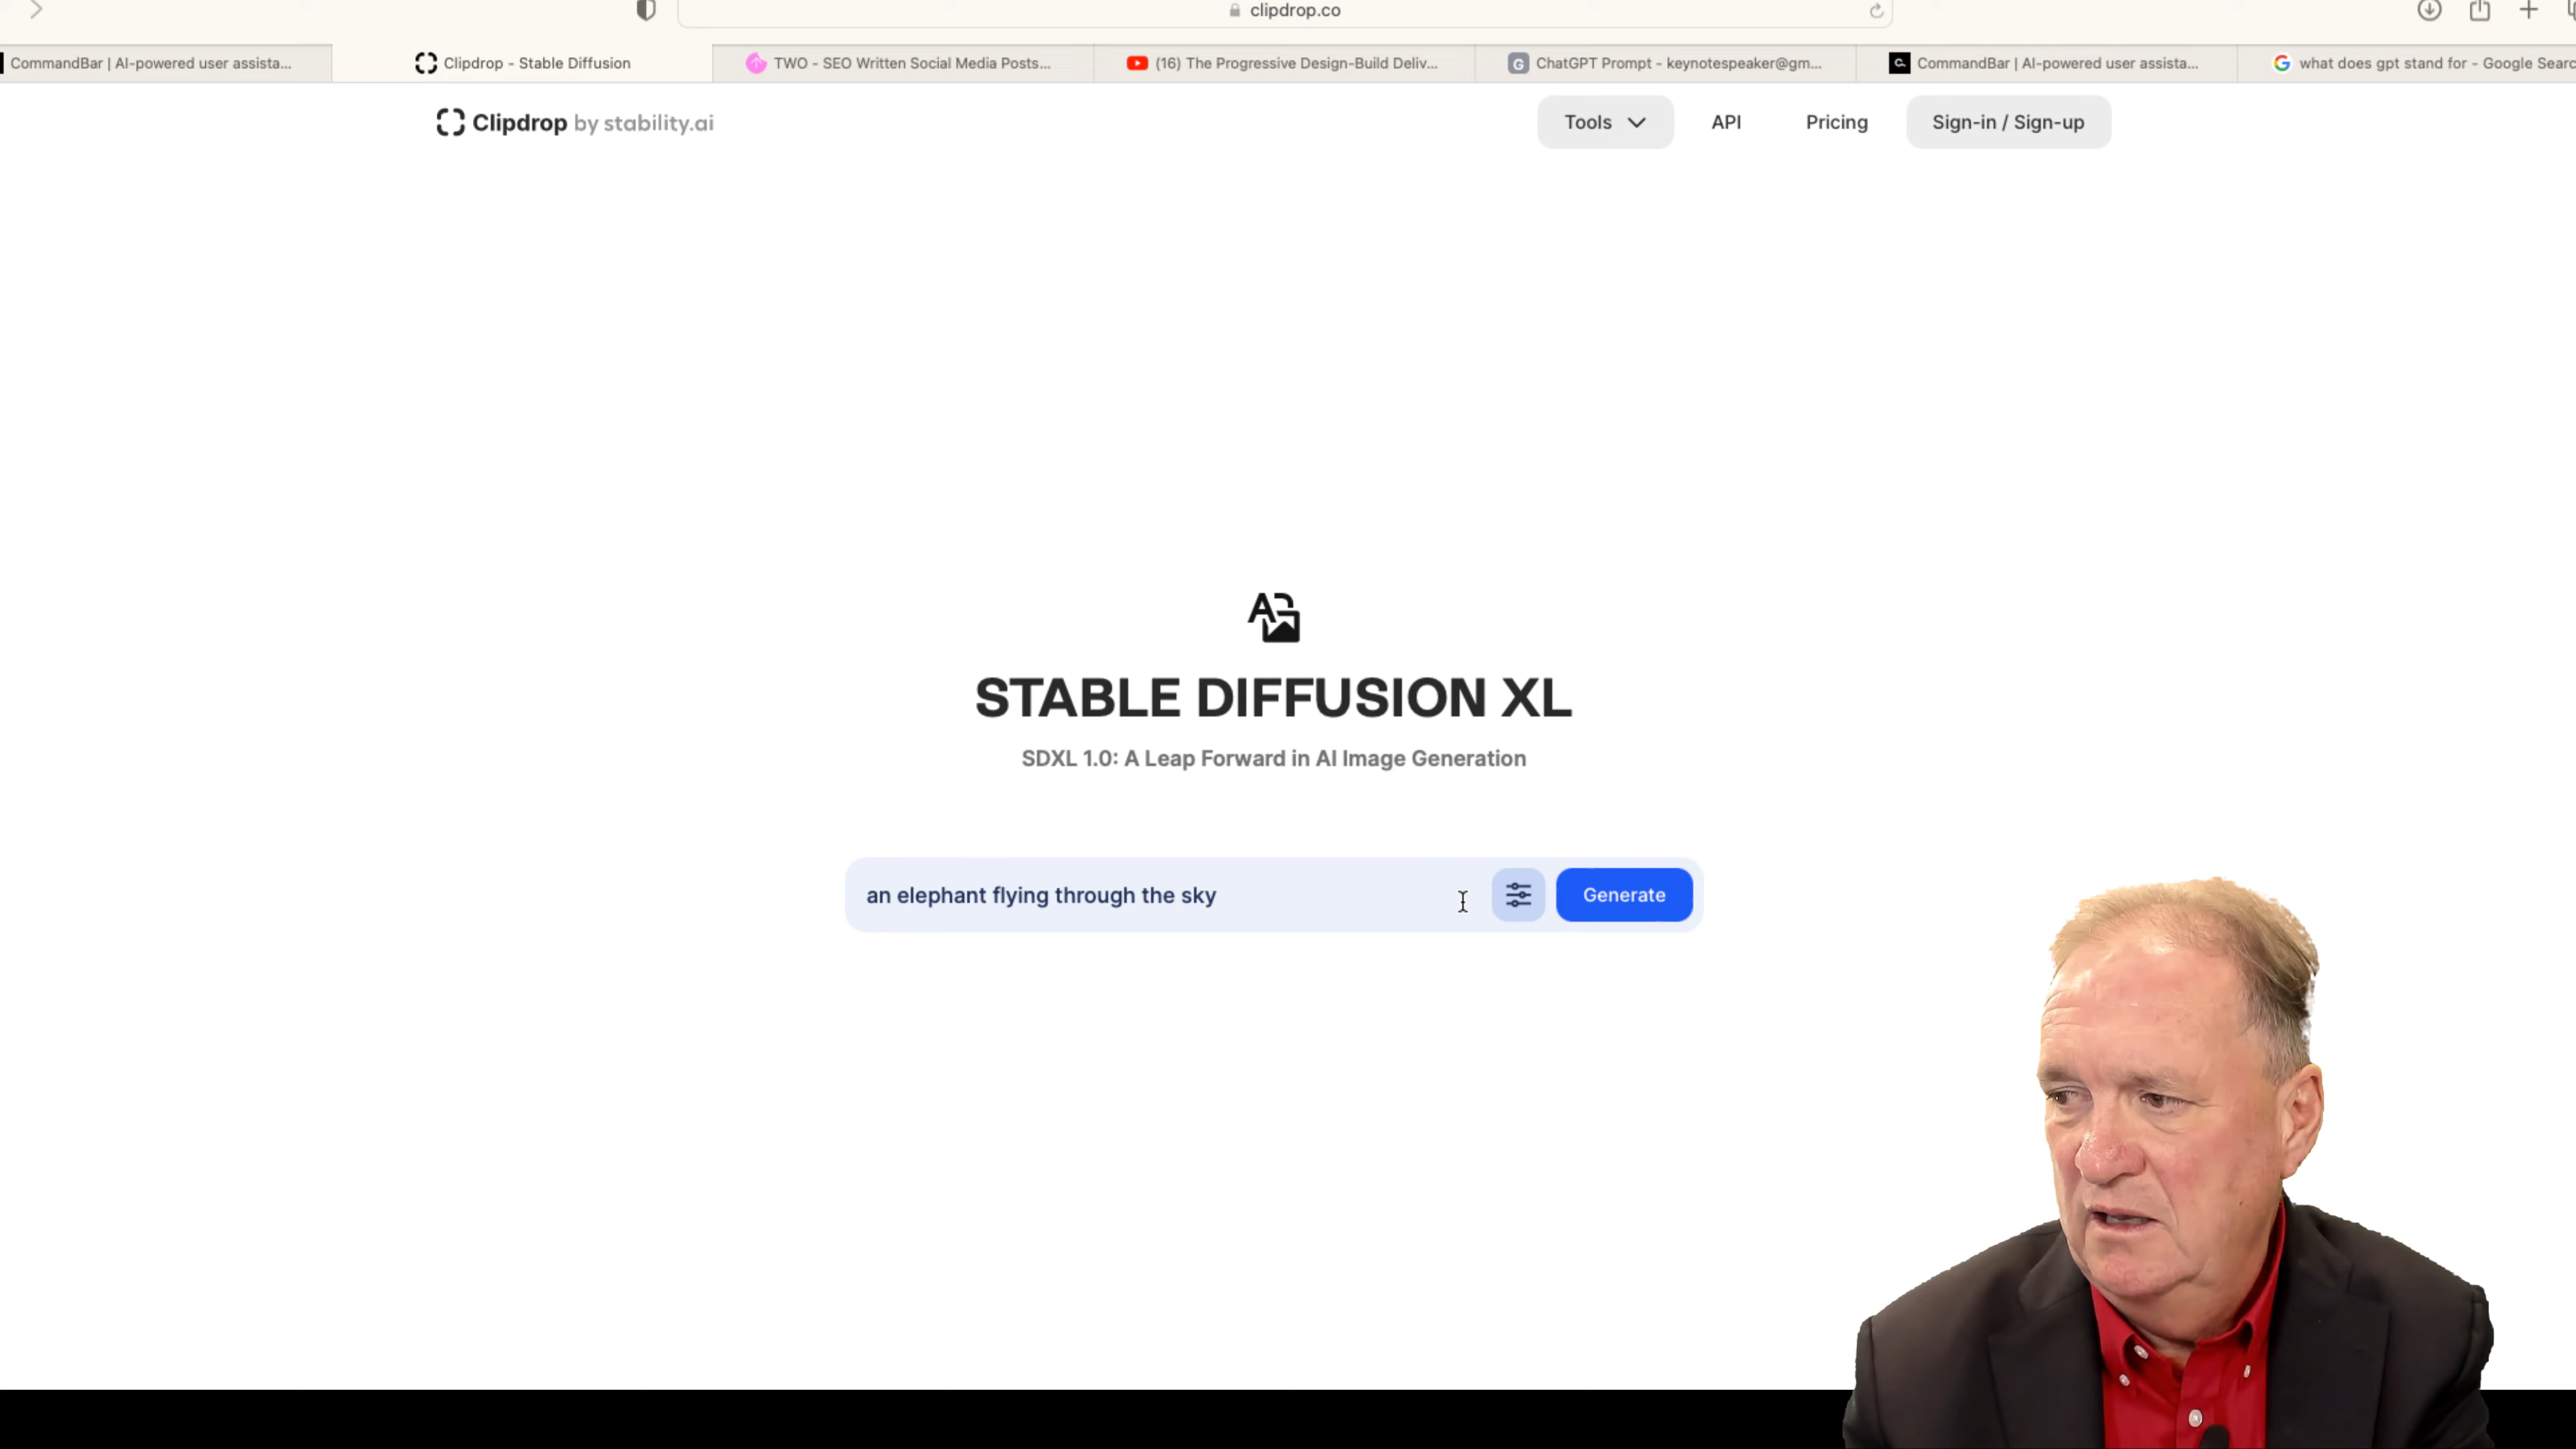 clipdrop.co
CommandBar | AI-powered user assista...
Clipdrop - Stable Diffusion
TWO - SEO Written Social Media Posts...
(16) The Progressive Design-Build Deliv...
ChatGPT Prompt - keynotespeaker@gm...
CommandBar | AI-powered user assista...
what does gpt stand for - Google Searc
Clipdrop by stability.ai
Tools
API
Pricing
Sign-in / Sign-up
STABLE DIFFUSION XL
SDXL 1.0: A Leap Forward in AI Image Generation
an elephant flying through the sky
Generate